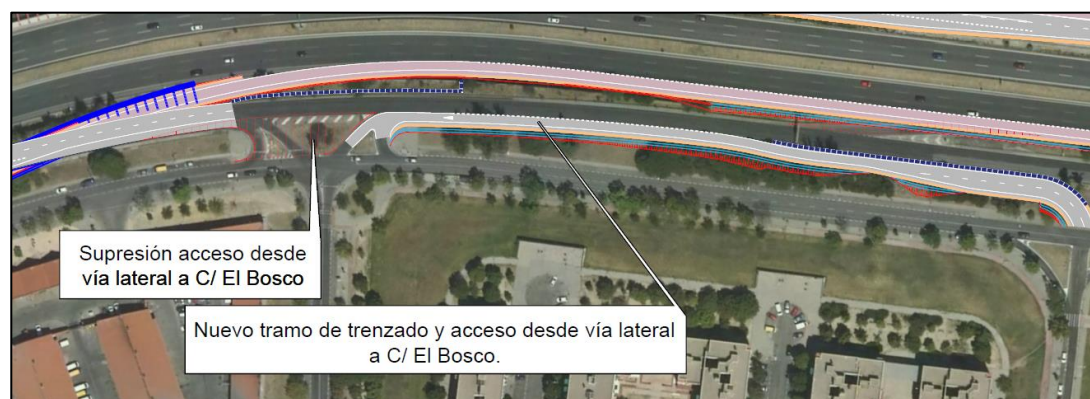 Supresión acceso desde
vía lateral a C/ El Bosco
Nuevo tramo de trenzado y acceso desde vía lateral
a C/ El Bosco.